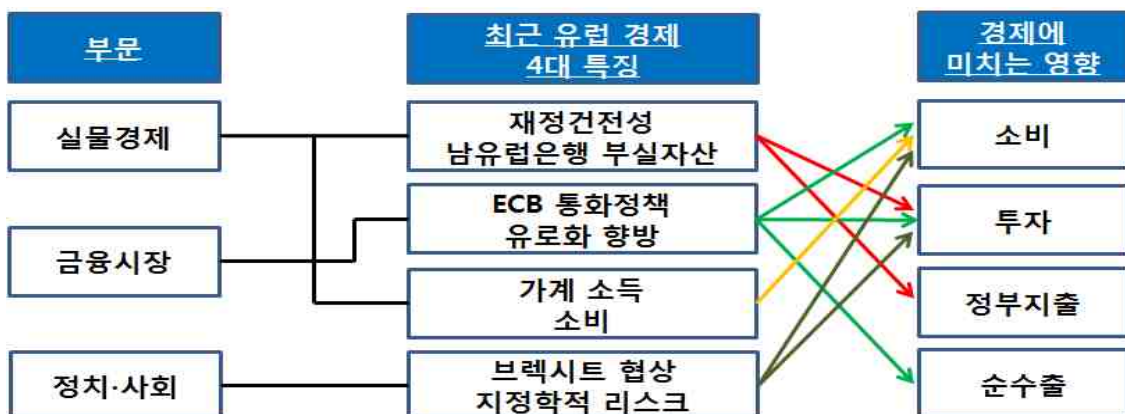 부문
최근 유럽 경제
4대 특징
경제에
미치는 영향
실물경제
재정건전성
남유럽은행 부실자산
소비
ECB 통화정책
유로화 향방
투자
금융시장
가계 소득
소비
정부지출
정치·사회
브렉시트 협상
지정학적 리스크
순수출